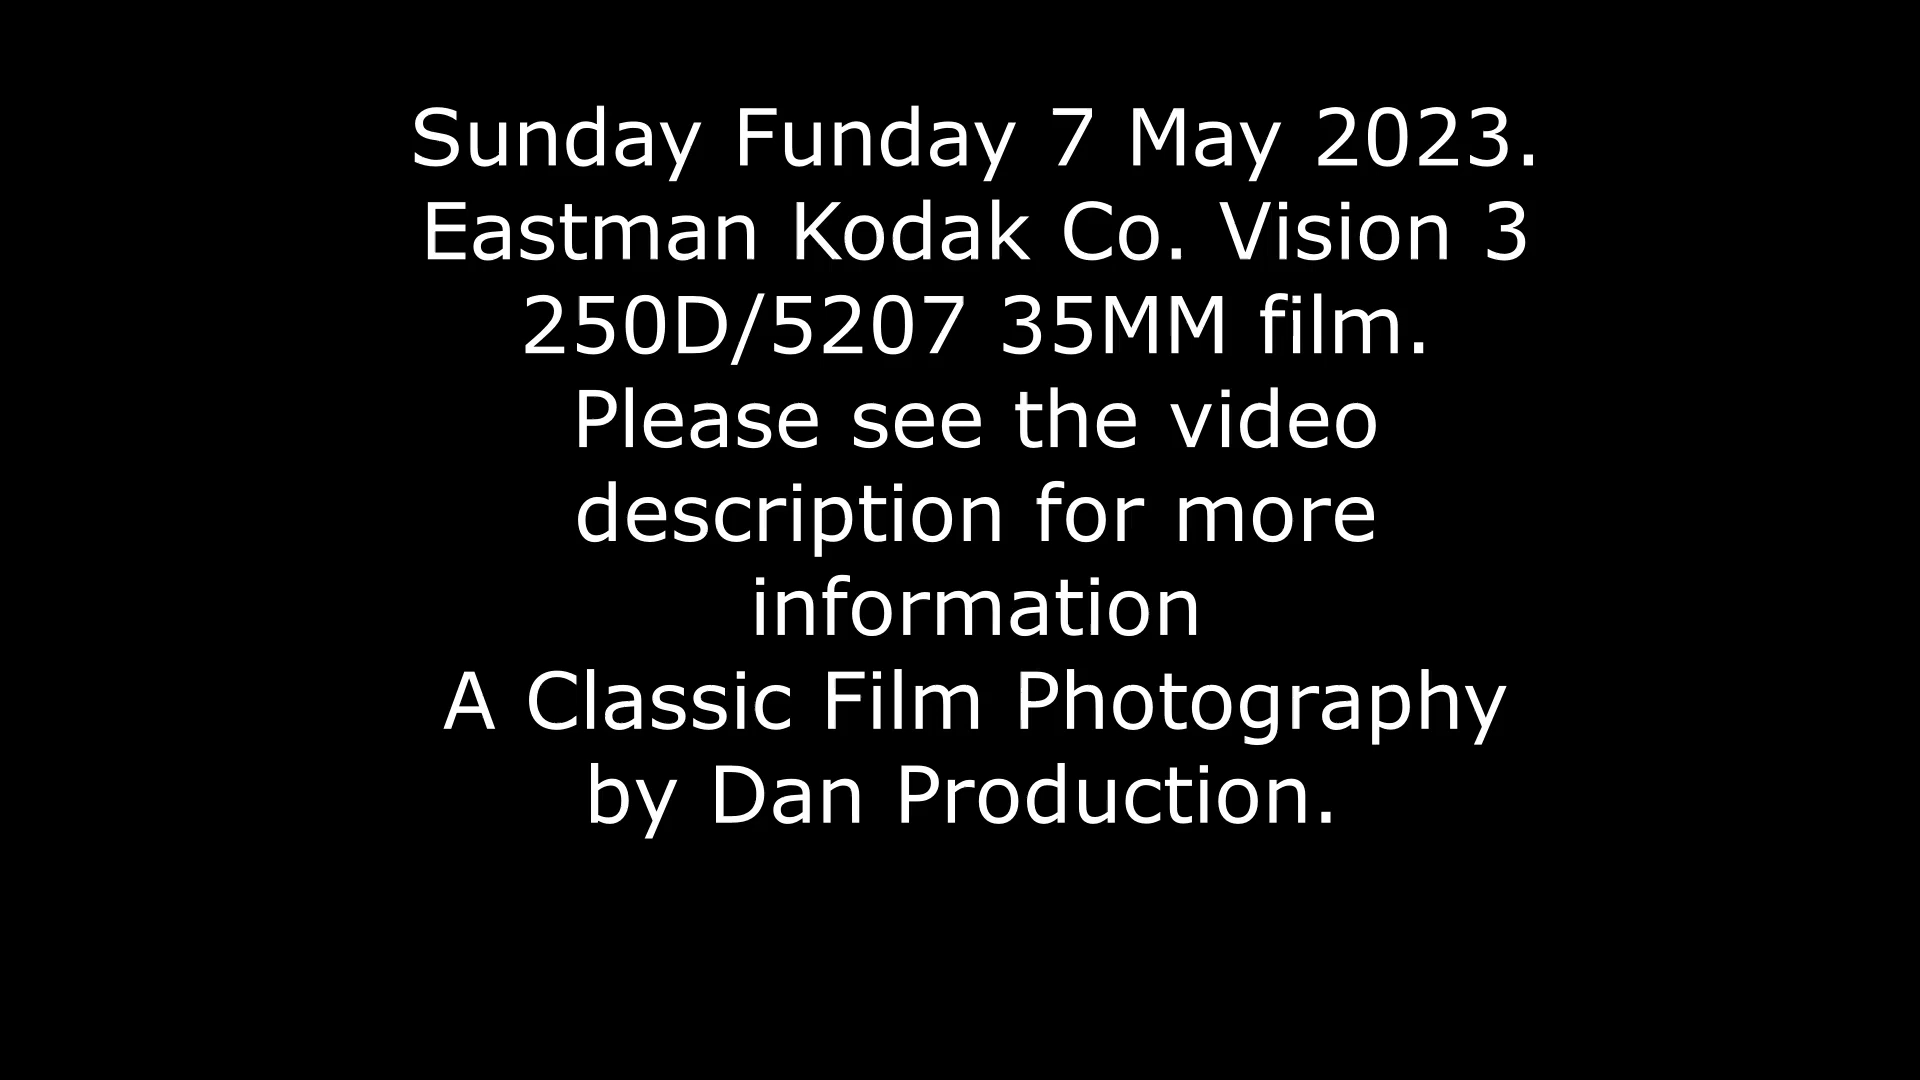 Sunday Funday 7 May 2023.
Eastman Kodak Co. Vision 3
250D/5207 35MM film.
Please see the video
description for more
information
A Classic Film Photography
by Dan Production.